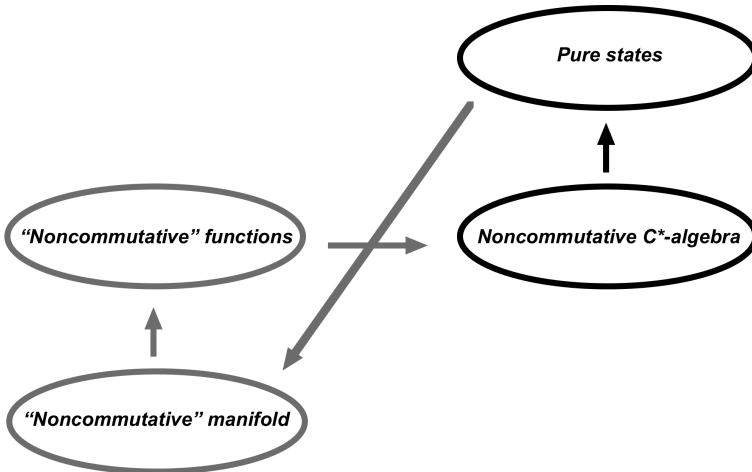 Pure states
“Noncommutative” functions
Noncommutative C*-algebra
“Noncommutative” manifold